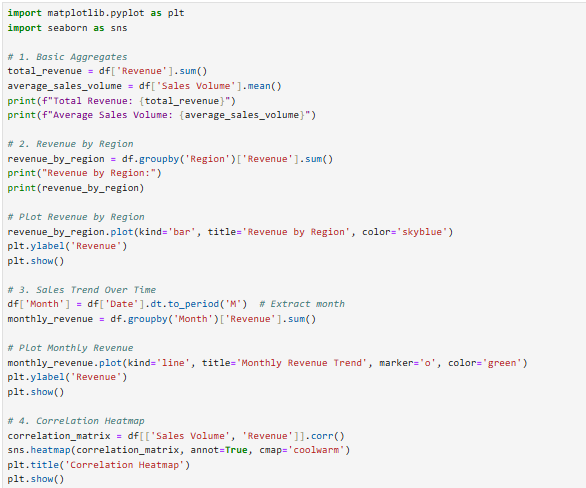 import matplotlib.pyplot as plt
import seaborn as sns

# 1. Basic Aggregates
total_revenue = df['Revenue'].sum()
average_sales_volume = df['Sales Volume'].mean()
print(f"Total Revenue: {total_revenue}")
print(f"Average Sales Volume: {average_sales_volume}")

# 2. Revenue by Region
revenue_by_region = df.groupby('Region')['Revenue'].sum()
print("Revenue by Region:")
print(revenue_by_region)

# Plot Revenue by Region
revenue_by_region.plot(kind='bar', title='Revenue by Region', color='skyblue')
plt.ylabel('Revenue')
plt.show()

# 3. Sales Trend Over Time
df['Month'] = df['Date'].dt.to_period('M')  # Extract month
monthly_revenue = df.groupby('Month')['Revenue'].sum()

# Plot Monthly Revenue
monthly_revenue.plot(kind='line', title='Monthly Revenue Trend', marker='o', color='green')
plt.ylabel('Revenue')
plt.show()

# 4. Correlation Heatmap
correlation_matrix = df[['Sales Volume', 'Revenue']].corr()
sns.heatmap(correlation_matrix, annot=True, cmap='coolwarm')
plt.title('Correlation Heatmap')
plt.show()